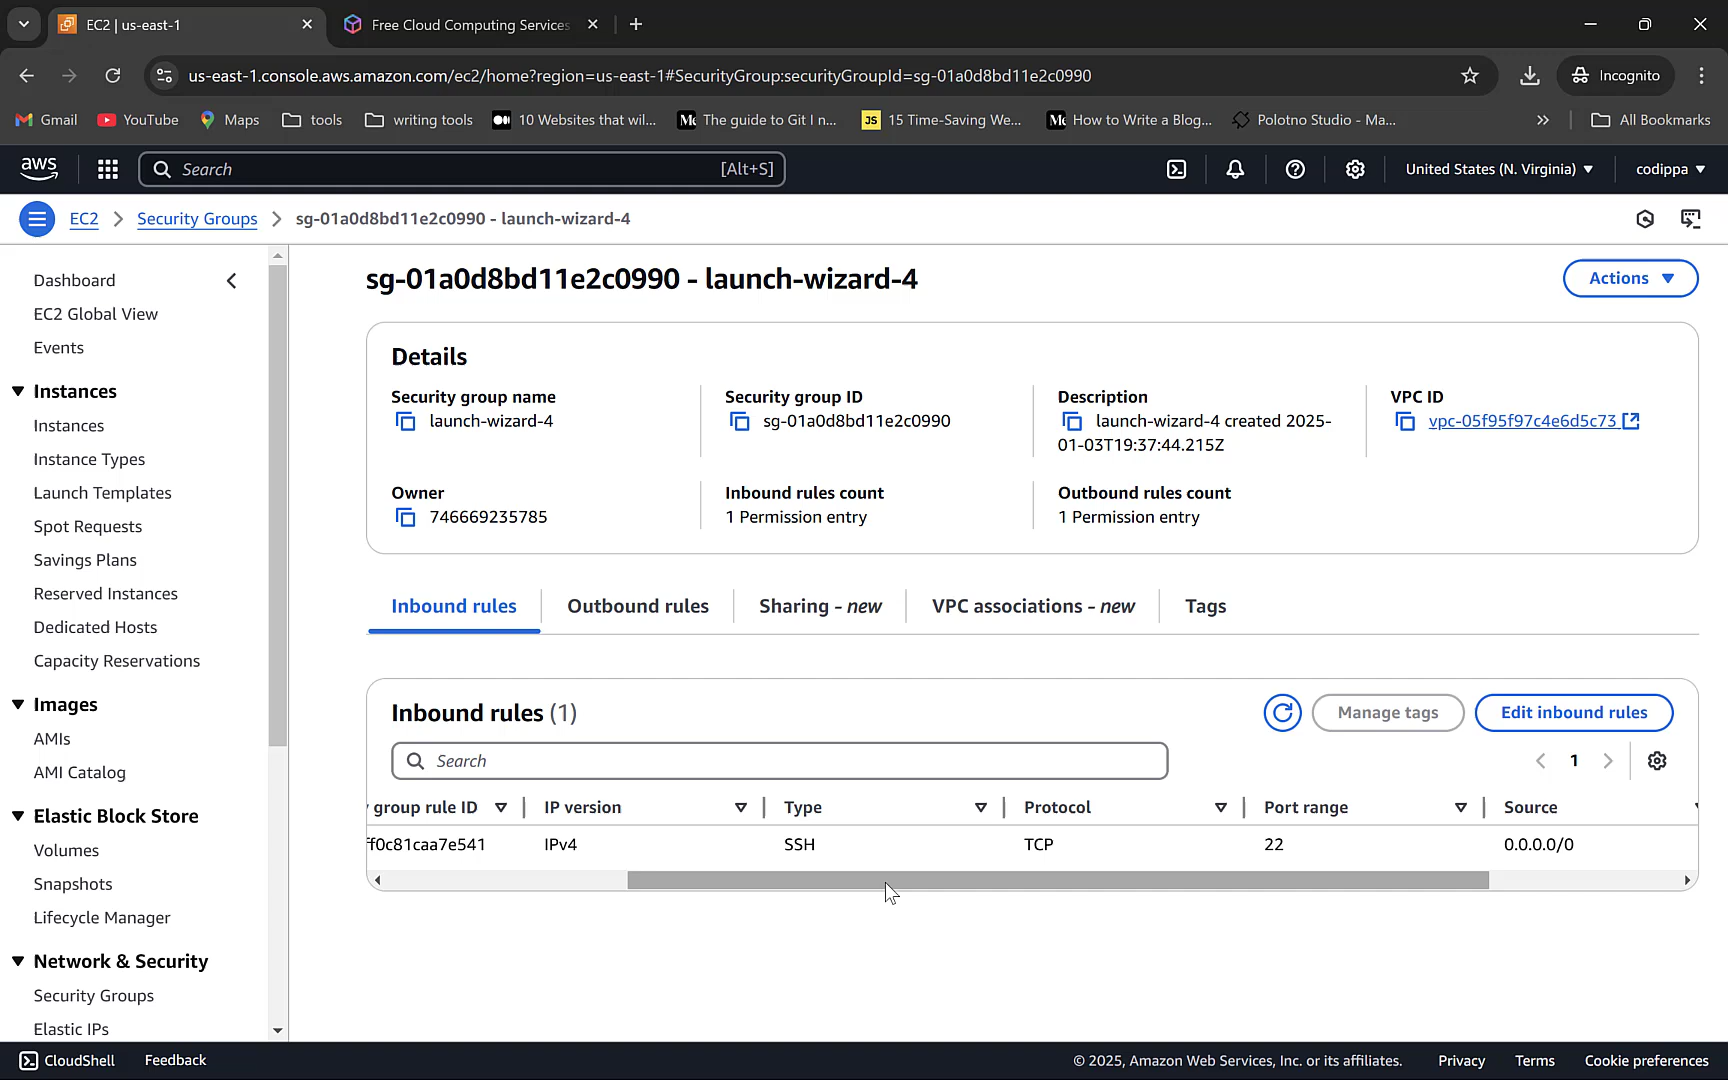 EC2 | us-east-1
Free Cloud Computing Services
us-east-1.console.aws.amazon.com/ec2/home?region=us-east-1#SecurityGroup:securityGroupId=sg-01a0d8bd11e2c0990
Incognito
Gmail
YouTube
Maps
tools
writing tools
10 Websites that wil...
The guide to Git I n...
JS
15 Time-Saving We...
How to Write a Blog...
Polotno Studio - Ma...
All Bookmarks
aws
Search
[Alt+S]
United States (N. Virginia)
codippa
EC2
Security Groups
sg-01a0d8bd11e2c0990 - launch-wizard-4
Dashboard
EC2 Global View
Events
Instances
Instances
Instance Types
Launch Templates
Spot Requests
Savings Plans
Reserved Instances
Dedicated Hosts
Capacity Reservations
Images
AMIs
AMI Catalog
Elastic Block Store
Volumes
Snapshots
Lifecycle Manager
Network & Security
Security Groups
Elastic IPs
sg-01a0d8bd11e2c0990 - launch-wizard-4
Actions
Details
Security group name
launch-wizard-4
Security group ID
sg-01a0d8bd11e2c0990
Description
launch-wizard-4 created 2025-
01-03T19:37:44.215Z
VPC ID
vpc-05f95f97c4e6d5c73
Owner
746669235785
Inbound rules count
1 Permission entry
Outbound rules count
1 Permission entry
Inbound rules
Outbound rules
Sharing - new
VPC associations - new
Tags
Inbound rules (1)
Manage tags
Edit inbound rules
Search
1
group rule ID
IP version
Type
Protocol
Port range
Source
ff0c81caa7e541
IPv4
SSH
TCP
22
0.0.0.0/0
CloudShell
Feedback
© 2025, Amazon Web Services, Inc. or its affiliates.
Privacy
Terms
Cookie preferences